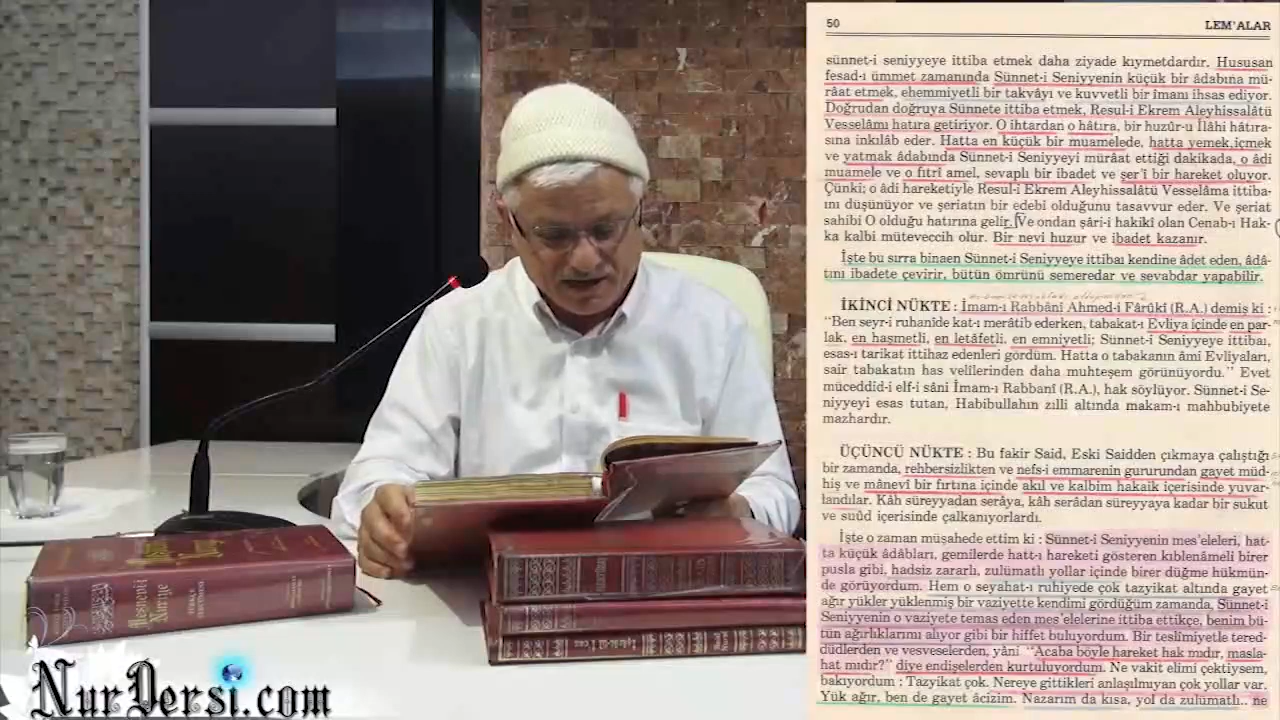 50
LEM'ALAR
sünnet-i seniyyeye ittiba etmek daha ziyade kıymetdardır. Hususan
fesad-ı ümmet zamanında Sünnet-i Seniyyenin küçük bir âdabına mü-
râat etmek, ehemmiyetli bir takvâyı ve kuvvetli bir îmanı ihsas ediyor.
Doğrudan doğruya Sünnete ittiba etmek, Resul-i Ekrem Aleyhissalâtü
Vesselâmı hatıra getiriyor. O ihtardan o hâtıra, bir huzûr-u İlâhi hâtıra-
sına inkılâb eder. Hatta en küçük bir muamelede, hatta yemek,içmek
ve yatmak âdabında Sünnet-i Seniyyeyi mürâat ettiği dakikada, o âdi
muamele ve o fıtrî amel, sevaplı bir ibadet ve şer'î bir hareket oluyor.
Çünki; o âdi hareketiyle Resul-i Ekrem Aleyhissalâtü Vesselâma ittiba-
ını düşünüyor ve şeriatın bir edebi olduğunu tasavvur eder. Ve şeriat
sahibi O olduğu hatırına gelir. Ve ondan şâri-i hakikî olan Cenab-ı Hak-
ka kalbi müteveccih olur. Bir nevi huzur ve ibadet kazanır.
İşte bu sırra binaen Sünnet-i Seniyyeye ittibaı kendine âdet eden, âdâ-
tını ibadete çevirir, bütün ömrünü semeredar ve sevabdar yapabilir.
İKİNCİ NÜKTE : İmam-ı Rabbânî Ahmed-i Fârûkî (R.A.) demiş ki :
"Ben seyr-i ruhanîde kat-ı merâtib ederken, tabakat-ı Evliya içinde en par-
lak, en haşmetli, en letâfetli, en emniyetli; Sünnet-i Seniyyeye ittibaı,
esas-ı tarikat ittihaz edenleri gördüm. Hatta o tabakanın âmi Evliyaları,
sair tabakatın has velilerinden daha muhteşem görünüyordu." Evet
müceddid-i elf-i sâni İmam-ı Rabbanî (R.A.), hak söylüyor. Sünnet-i Se-
niyyeyi esas tutan, Habibullahın zılli altında makam-ı mahbubiyete
mazhardır.
ÜÇÜNCÜ NÜKTE : Bu fakir Said, Eski Saidden çıkmaya çalıştığı
bir zamanda, rehbersizlikten ve nefs-i emmarenin gururundan gayet müd-
hiş ve mânevî bir fırtına içinde akıl ve kalbim hakaik içerisinde yuvar-
landılar. Kâh süreyyadan serâya, kâh serâdan süreyyaya kadar bir sukut
ve suûd içerisinde çalkanıyorlardı.
İşte o zaman müşahede ettim ki : Sünnet-i Seniyyenin mes'eleleri, hat-
ta küçük âdâbları, gemilerde hatt-ı hareketi gösteren kıblenâmeli birer
pusla gibi, hadsiz zararlı, zulümatlı yollar içinde birer düğme hükmün-
de görüyordum. Hem o seyahat-ı ruhiyede çok tazyikat altında gayet
ağır yükler yüklenmiş bir vaziyette kendimi gördüğüm zamanda, Sünnet-i
Seniyyenin o vaziyete temas eden mes'elelerine ittiba ettikçe, benim bü-
tün ağırlıklarımı alıyor gibi bir hiffet buluyordum. Bir teslîmiyetle tered-
düdlerden ve vesveselerden, yâni "Acaba böyle hareket hak mıdır, masla-
hat mıdır?" diye endişelerden kurtuluyordum. Ne vakit elimi çektiysem,
bakıyordum : Tazyikat çok. Nereye gittikleri anlaşılmıyan çok yollar var.
Yük ağır, ben de gayet âcizim. Nazarım da kısa, yol da zulümatlı.. ne
Mesnevi-i
Nuriye
NurDersi.com